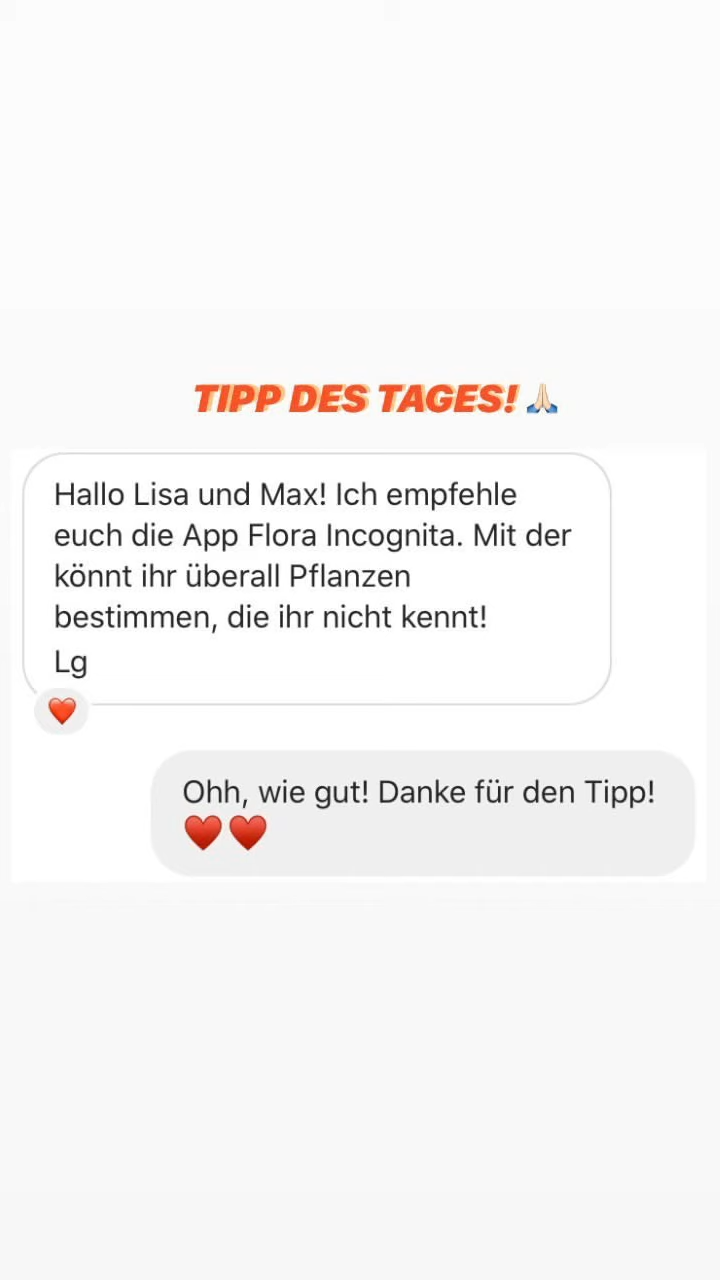 TIPP DES TAGES! 🙏🏻
Hallo Lisa und Max! Ich empfehle
euch die App Flora Incognita. Mit der
könnt ihr überall Pflanzen
bestimmen, die ihr nicht kennt!
Lg
❤️
Ohh, wie gut! Danke für den Tipp!
♥️♥️